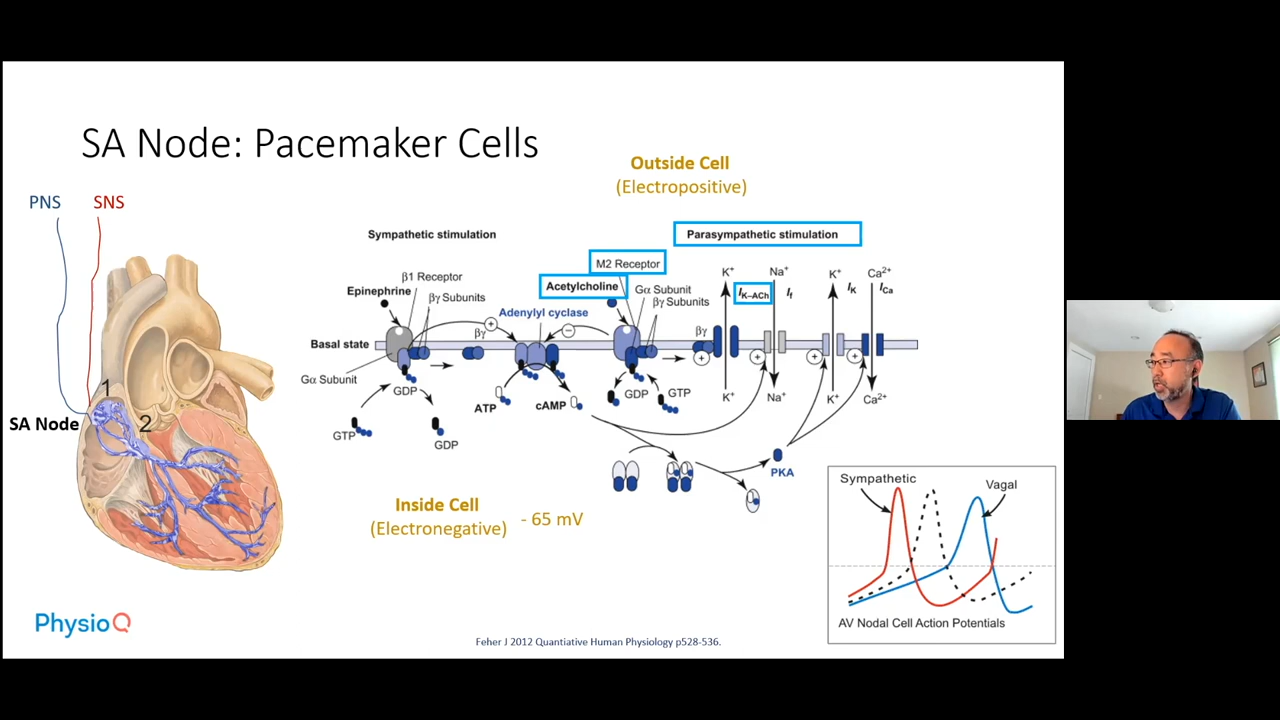 SA Node: Pacemaker Cells
Outside Cell
(Electropositive)
PNS
SNS
Sympathetic stimulation
Parasympathetic stimulation
M2 Receptor
β1 Receptor
Acetylcholine
Epinephrine
βγ Subunits
Gα Subunit
βγ Subunits
K+
Na+
K+
Ca2+
IK–ACh
If
IK
ICa
Adenylyl cyclase
βγ
+
−
βγ
Basal state
+
+
+
+
Gα Subunit
GDP
ATP
cAMP
GDP
GTP
K+
Na+
K+
Ca2+
1
2
SA Node
GTP
GDP
PKA
Inside Cell
(Electronegative)
- 65 mV
Sympathetic
Vagal
AV Nodal Cell Action Potentials
PhysioQ
Feher J 2012 Quantiative Human Physiology p528-536.